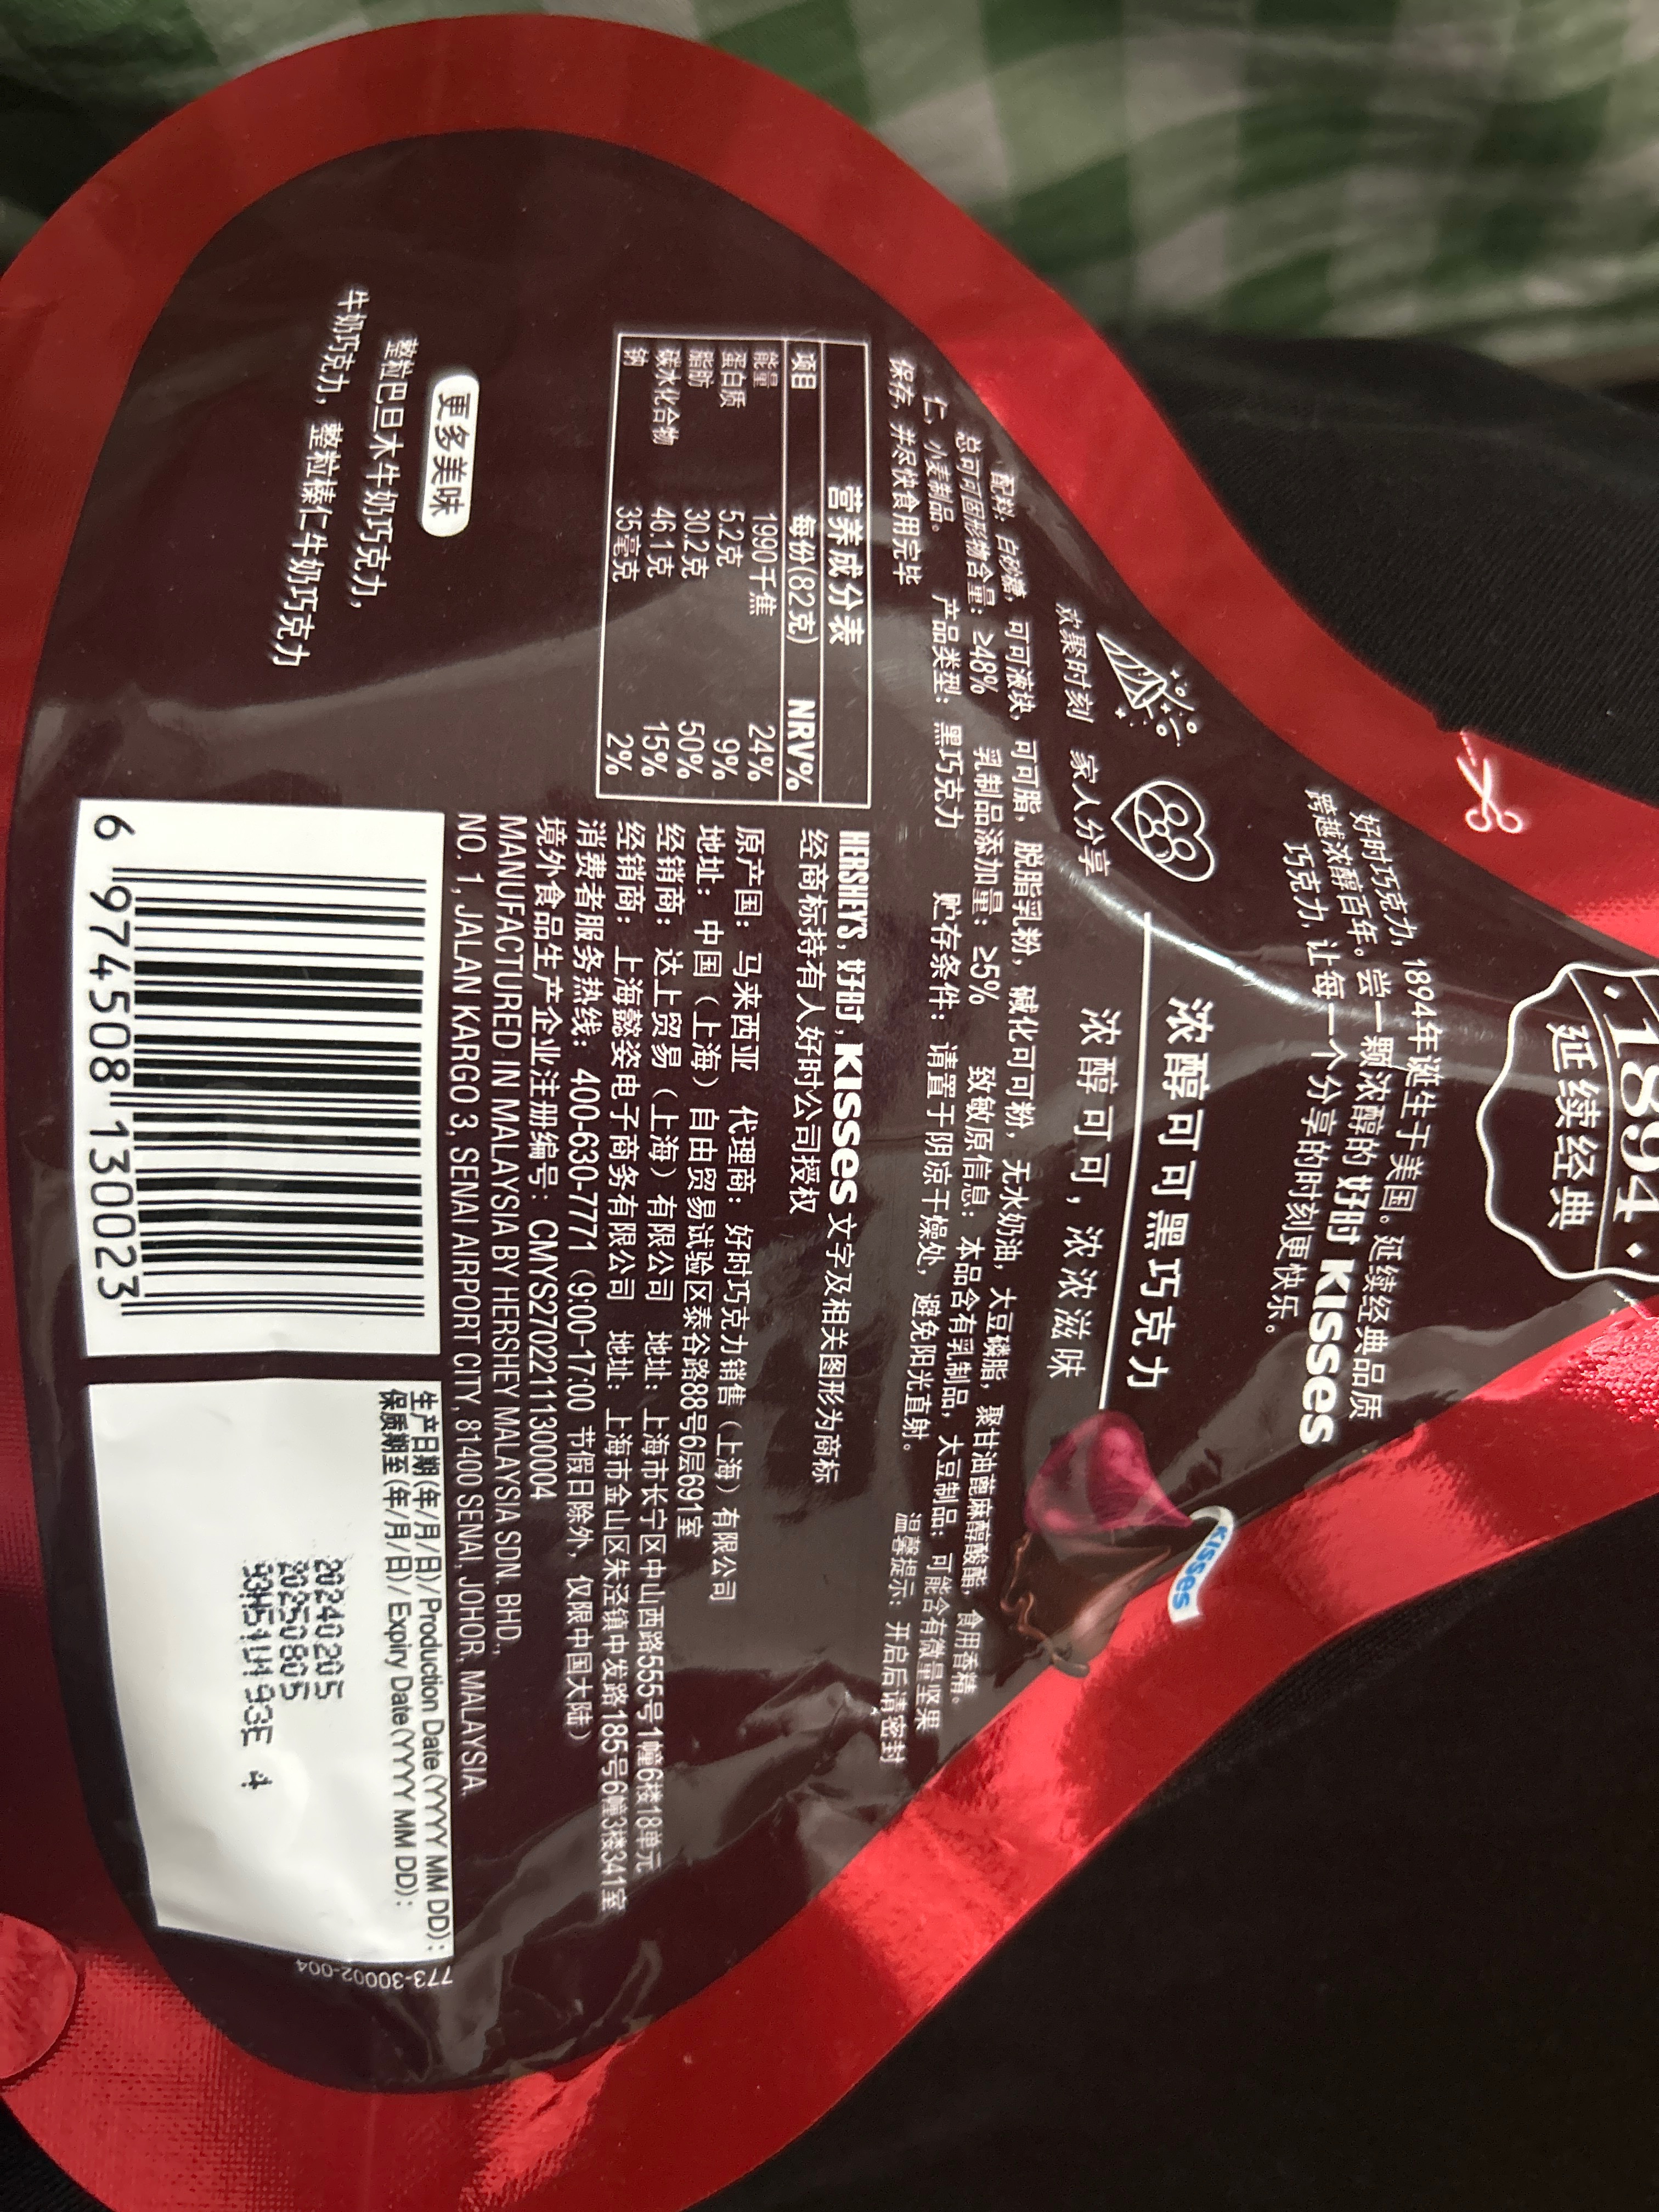 ·1894·
延续经典
好时巧克力, 1894年诞生于美国。延续经典品质
跨越浓醇百年。尝一颗浓醇的 好时 KISSES
巧克力, 让每一个分享的时刻更快乐。
欢聚时刻
家人分享
浓醇可可黑巧克力
浓醇可可, 浓浓滋味
KISSES
配料: 白砂糖, 可可液块, 可可脂, 脱脂乳粉, 碱化可可粉, 无水奶油, 大豆磷脂, 聚甘油蓖麻醇酸酯, 食用香精。
总可可固形物含量: ≥48% 乳制品添加量: ≥5% 致敏原信息: 本品含有乳制品, 大豆制品; 可能含有微量坚果
仁, 小麦制品。 产品类型: 黑巧克力 贮存条件: 请置于阴凉干燥处, 避免阳光直射。 温馨提示: 开启后请密封
保存, 并尽快食用完毕
营养成分表
项目 每份(82克) NRV%
能量 1990千焦 24%
蛋白质 5.2克 9%
脂肪 30.2克 50%
碳水化合物 46.1克 15%
钠 35毫克 2%
HERSHEY'S, 好时, KISSES 文字及相关图形为商标
经商标持有人好时公司授权
原产国: 马来西亚 代理商: 好时巧克力销售（上海）有限公司
地址: 中国（上海）自由贸易试验区泰谷路88号6层691室
经销商: 达上贸易（上海）有限公司 地址: 上海市长宁区中山西路555号1幢6楼18单元
经销商: 上海懿姿电子商务有限公司 地址: 上海市金山区朱泾镇中发路185号6幢3楼341室
消费者服务热线: 400-630-7771 (9:00-17:00 节假日除外, 仅限中国大陆)
境外食品生产企业注册编号: CMYS27022111300004
MANUFACTURED IN MALAYSIA BY HERSHEY MALAYSIA SDN. BHD.,
NO. 1, JALAN KARGO 3, SENAI AIRPORT CITY, 81400 SENAI, JOHOR, MALAYSIA.
更多美味
整粒巴旦木牛奶巧克力,
牛奶巧克力, 整粒榛仁牛奶巧克力
6 974508 130023
生产日期(年/月/日)/Production Date(YYYY MM DD):
保质期至(年/月/日)/Expiry Date(YYYY MM DD):
20240205
20250805
773-30002-004